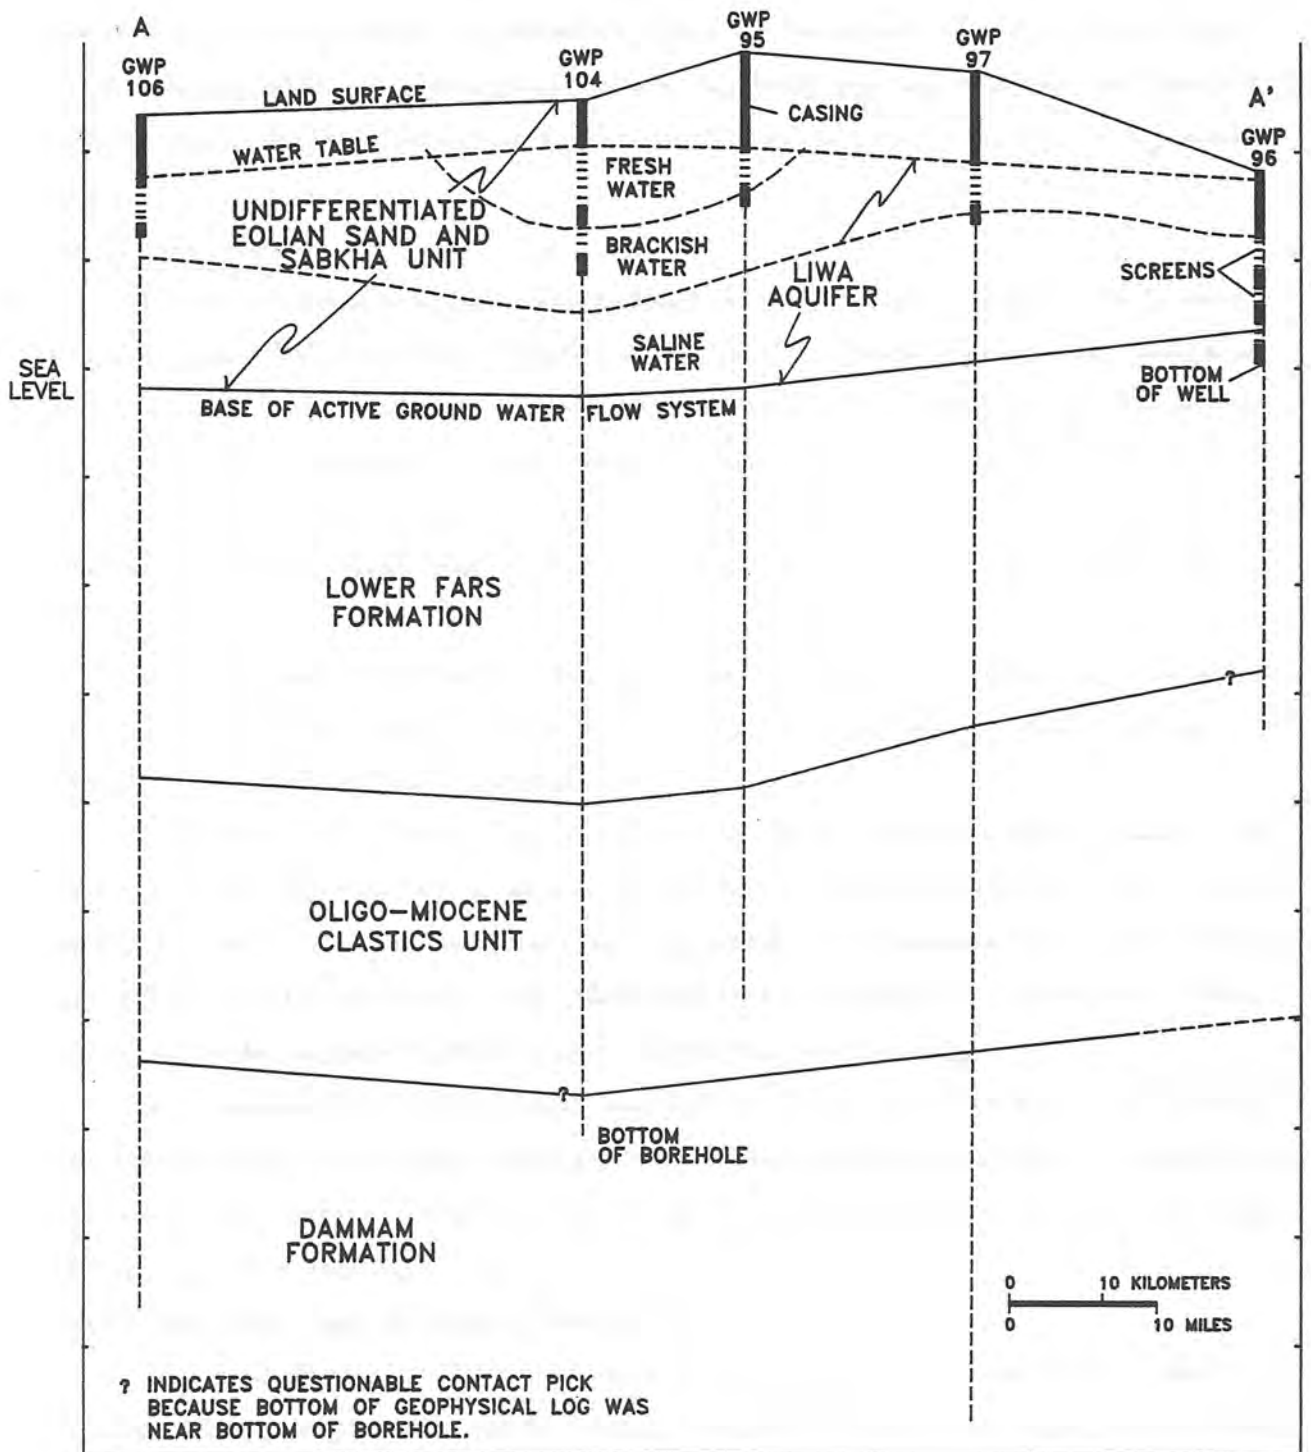 A
GWP
106
GWP
104
GWP
95
GWP
97
A'
GWP
96
LAND SURFACE
CASING
WATER TABLE
FRESH
WATER
UNDIFFERENTIATED
EOLIAN SAND AND
SABKHA UNIT
BRACKISH
WATER
LIWA
AQUIFER
SCREENS
SALINE
WATER
SEA
LEVEL
BOTTOM
OF WELL
BASE OF ACTIVE GROUND WATER FLOW SYSTEM
LOWER FARS
FORMATION
?
OLIGO-MIOCENE
CLASTICS UNIT
?
BOTTOM
OF BOREHOLE
DAMMAM
FORMATION
0 10 KILOMETERS
0 10 MILES
? INDICATES QUESTIONABLE CONTACT PICK
BECAUSE BOTTOM OF GEOPHYSICAL LOG WAS
NEAR BOTTOM OF BOREHOLE.